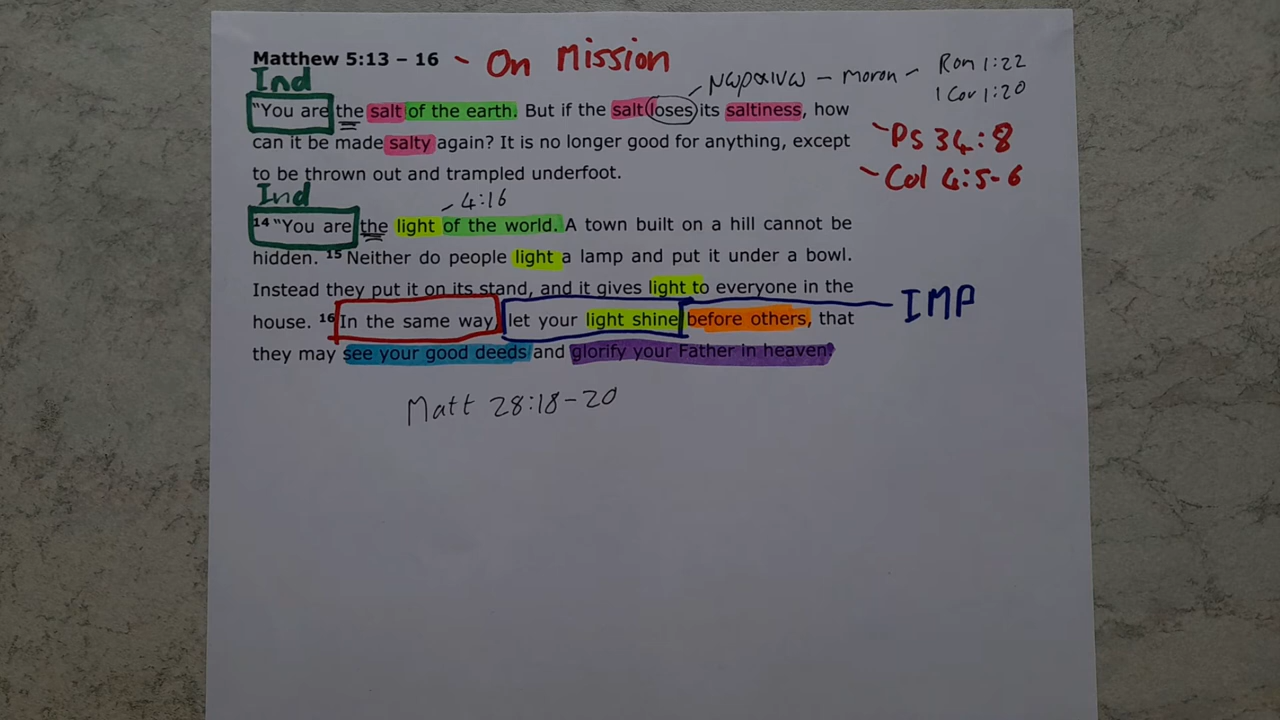 Matthew 5:13 – 16 ~ On Mission
Ind
μωραινω – moron – Rom 1:22
1 Cor 1:20
"You are the salt of the earth. But if the salt loses its saltiness, how
~ Ps 34:8
can it be made salty again? It is no longer good for anything, except
~ Col 4:5-6
to be thrown out and trampled underfoot.
Ind
– 4:16
14 "You are the light of the world. A town built on a hill cannot be
hidden. 15 Neither do people light a lamp and put it under a bowl.
Instead they put it on its stand, and it gives light to everyone in the
IMP
house. 16 In the same way, let your light shine before others, that
they may see your good deeds and glorify your Father in heaven.
Matt 28:18-20